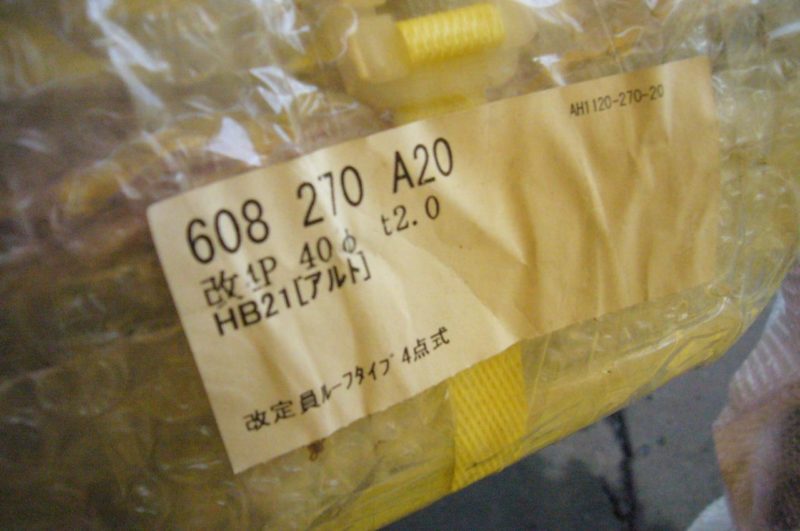 AH1120-270-20
608 270 A20
改4P 40φ t2.0
HB21[アルト]
改定員ルーフタイプ 4点式